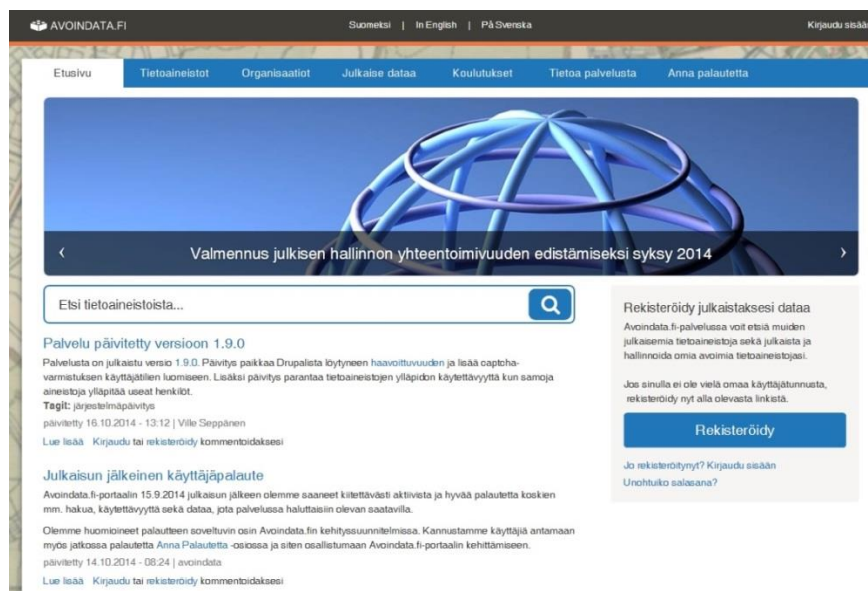 AVOINDATA.FI
Suomeksi | In English | På Svenska
Kirjaudu sisään
Etusivu Tietoaineistot Organisaatiot Julkaise dataa Koulutukset Tietoa palvelusta Anna palautetta
‹ Valmennus julkisen hallinnon yhteentoimivuuden edistämiseksi syksy 2014 ›
Etsi tietoaineistoista...
Palvelu päivitetty versioon 1.9.0
Palvelusta on julkaistu versio 1.9.0. Päivitys paikkaa Drupalista löytyneen haavoittuvuuden ja lisää captcha-
varmistuksen käyttäjätilien luomiseen. Lisäksi päivitys parantaa tietoaineistojen ylläpidon käytettävyyttä kun samoja
aineistoja ylläpitää useat henkilöt.
Tagit: järjestelmäpäivitys
päivitetty 16.10.2014 - 13:12 | Ville Seppänen
Lue lisää Kirjaudu tai rekisteröidy kommentoidaksesi
Julkaisun jälkeinen käyttäjäpalaute
Avoindata.fi-portaalin 15.9.2014 julkaisun jälkeen olemme saaneet kiitettävästi aktiivista ja hyvää palautetta koskien
mm. hakua, käytettävyyttä sekä dataa, jota palvelussa haluttaisiin olevan saatavilla.
Olemme huomioineet palautteen soveltuvin osin Avoindata.fin kehityssuunnitelmissa. Kannustamme käyttäjiä antamaan
myös jatkossa palautetta Anna Palautetta -osiossa ja siten osallistumaan Avoindata.fi-portaalin kehittämiseen.
päivitetty 14.10.2014 - 08:24 | avoindata
Lue lisää Kirjaudu tai rekisteröidy kommentoidaksesi
Rekisteröidy julkaistaksesi dataa
Avoindata.fi-palvelussa voit etsiä muiden
julkaisemia tietoaineistoja sekä julkaista ja
hallinnoida omia avoimia tietoaineistojasi.
Jos sinulla ei ole vielä omaa käyttäjätunnusta,
rekisteröidy nyt alla olevasta linkistä.
Rekisteröidy
Jo rekisteröitynyt? Kirjaudu sisään
Unohtuiko salasana?